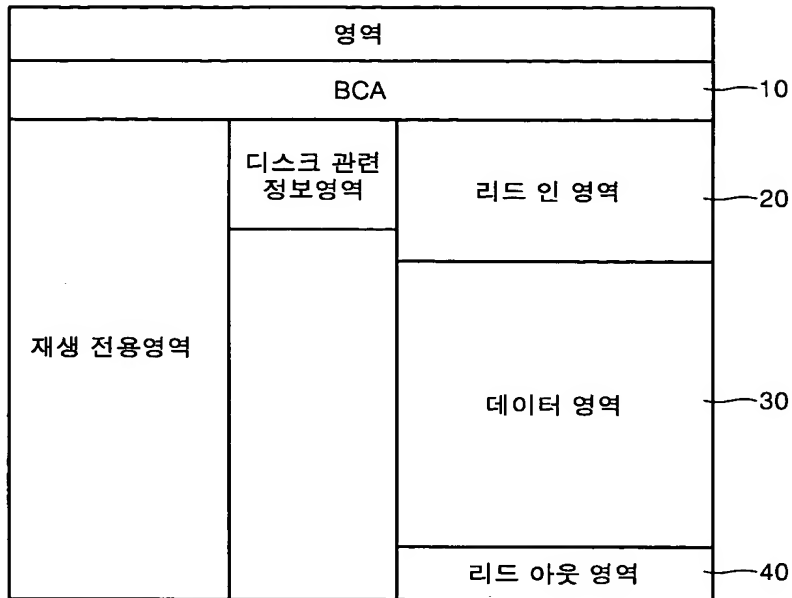 영역
BCA
10
디스크 관련
정보영역
리드 인 영역
20
재생 전용영역
데이터 영역
30
리드 아웃 영역
40